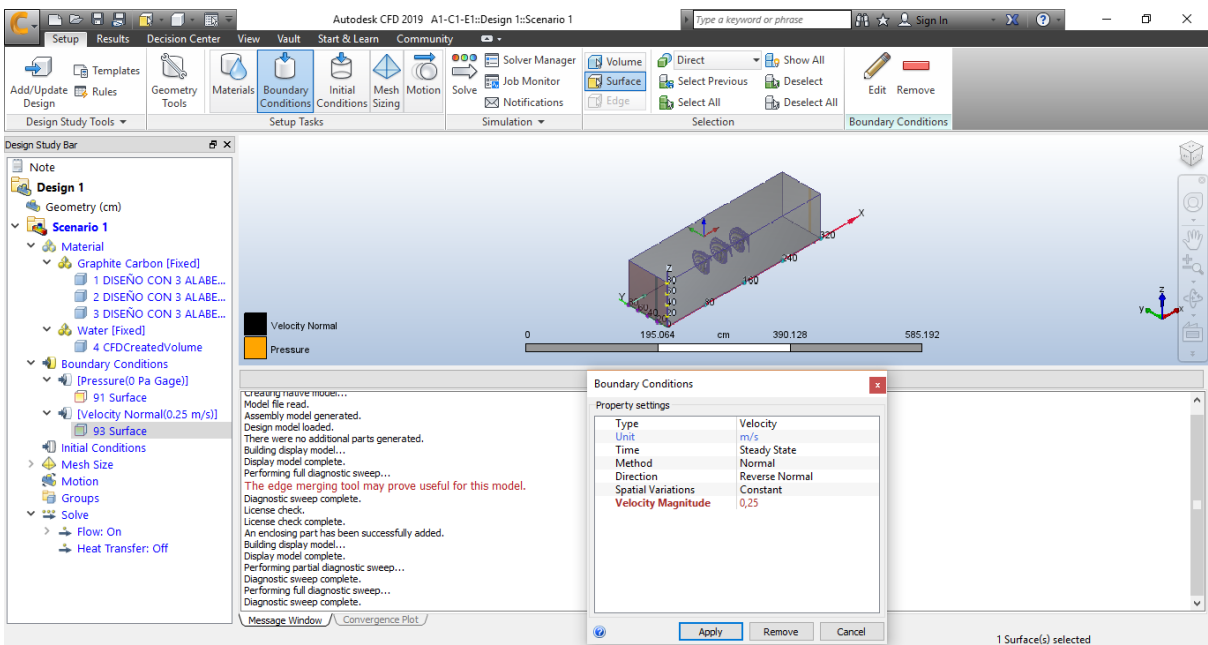 Autodesk CFD 2019 A1-C1-E1::Design 1::Scenario 1
Type a keyword or phrase
Sign In
Setup Results Decision Center View Vault Start & Learn Community
Add/Update Design
Templates
Rules
Geometry Tools
Materials
Boundary Conditions
Initial Conditions
Mesh Sizing
Motion
Solve
Solver Manager
Job Monitor
Notifications
Volume
Surface
Edge
Direct
Select Previous
Select All
Show All
Deselect
Deselect All
Edit
Remove
Design Study Tools
Setup Tasks
Simulation
Selection
Boundary Conditions
Design Study Bar
Note
Design 1
Geometry (cm)
Scenario 1
Material
Graphite Carbon [Fixed]
1 DISEÑO CON 3 ALABE...
2 DISEÑO CON 3 ALABE...
3 DISEÑO CON 3 ALABE...
Water [Fixed]
4 CFDCreatedVolume
Boundary Conditions
[Pressure(0 Pa Gage)]
91 Surface
[Velocity Normal(0.25 m/s)]
93 Surface
Initial Conditions
Mesh Size
Motion
Groups
Solve
Flow: On
Heat Transfer: Off
X
320
240
160
80
Z
Y
Z
Y
X
Velocity Normal
Pressure
0 195.064 cm 390.128 585.192
Creating native model...
Model file read.
Assembly model generated.
Design model loaded.
There were no additional parts generated.
Building display model...
Display model complete.
Performing full diagnostic sweep...
The edge merging tool may prove useful for this model.
Diagnostic sweep complete.
License check.
License check complete.
An enclosing part has been successfully added.
Building display model...
Display model complete.
Performing partial diagnostic sweep...
Diagnostic sweep complete.
Performing full diagnostic sweep...
Diagnostic sweep complete.
Message Window
Convergence Plot
Boundary Conditions
Property settings
Type Velocity
Unit m/s
Time Steady State
Method Normal
Direction Reverse Normal
Spatial Variations Constant
Velocity Magnitude 0,25
Apply
Remove
Cancel
1 Surface(s) selected